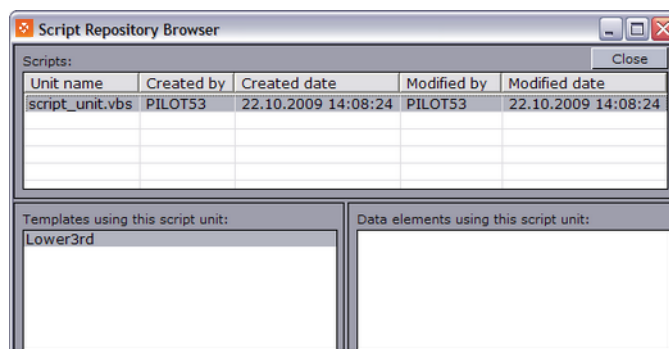 Script Repository Browser
Scripts:
Close
Unit name Created by Created date Modified by Modified date
script_unit.vbs PILOT53 22.10.2009 14:08:24 PILOT53 22.10.2009 14:08:24
Templates using this script unit: Data elements using this script unit:
Lower3rd